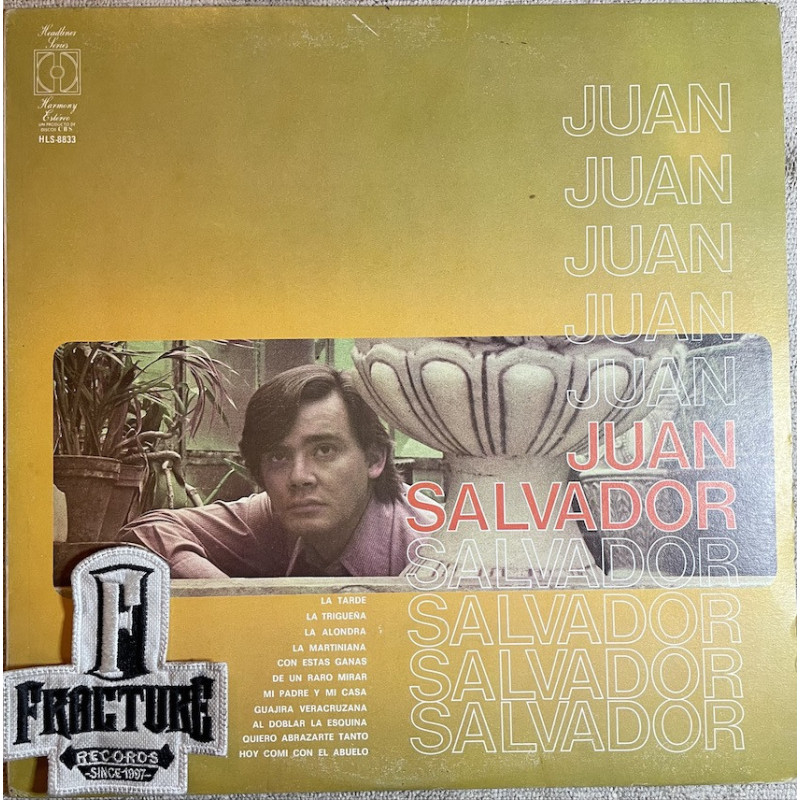 Headliner
Series
Harmony
Estéreo
UN PRODUCTO DE
DISCOS CBS
HLS-8833
JUAN
JUAN
JUAN
JUAN
JUAN
JUAN
SALVADOR
SALVADOR
SALVADOR
SALVADOR
SALVADOR
LA TARDE
LA TRIGUEÑA
LA ALONDRA
LA MARTINIANA
CON ESTAS GANAS
DE UN RARO MIRAR
MI PADRE Y MI CASA
GUAJIRA VERACRUZANA
AL DOBLAR LA ESQUINA
QUIERO ABRAZARTE TANTO
HOY COMI CON EL ABUELO
F
FRACTURE
RECORDS
-SINCE 1997-